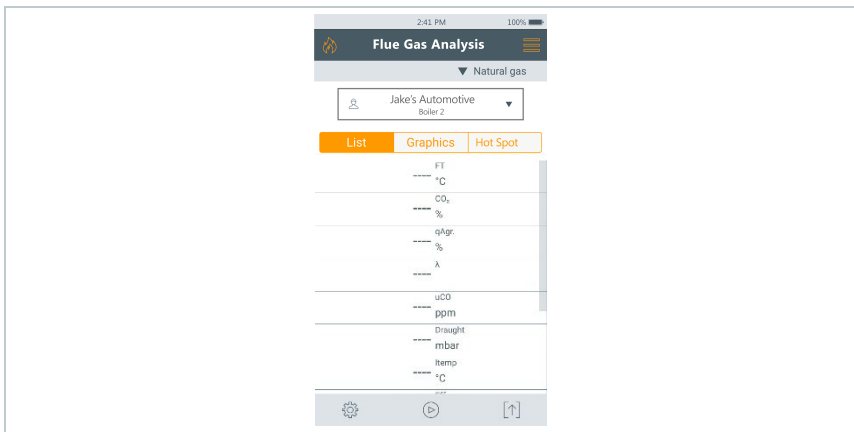 2:41 PM 100%
Flue Gas Analysis
▼ Natural gas
Jake's Automotive
Boiler 2
List Graphics Hot Spot
FT
---- °C
CO₂
---- %
qAgr.
---- %
λ
----
uCO
---- ppm
Draught
---- mbar
Itemp
---- °C